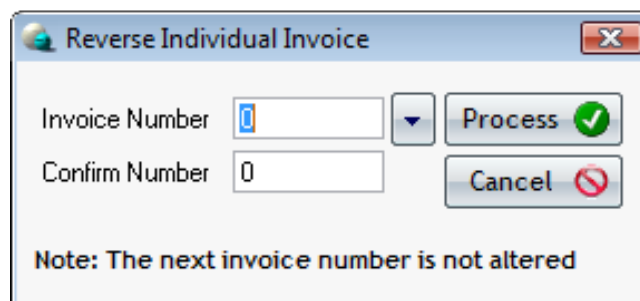 Reverse Individual Invoice
Invoice Number 0 Process
Confirm Number 0 Cancel
Note: The next invoice number is not altered